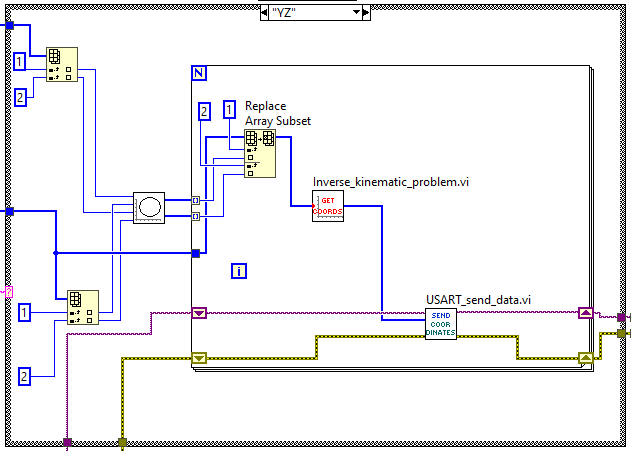 "YZ"
1
2
N
2
1
Replace
Array Subset
Inverse_kinematic_problem.vi
GET
COORDS
i
USART_send_data.vi
SEND
COOR
DINATES
?
1
2